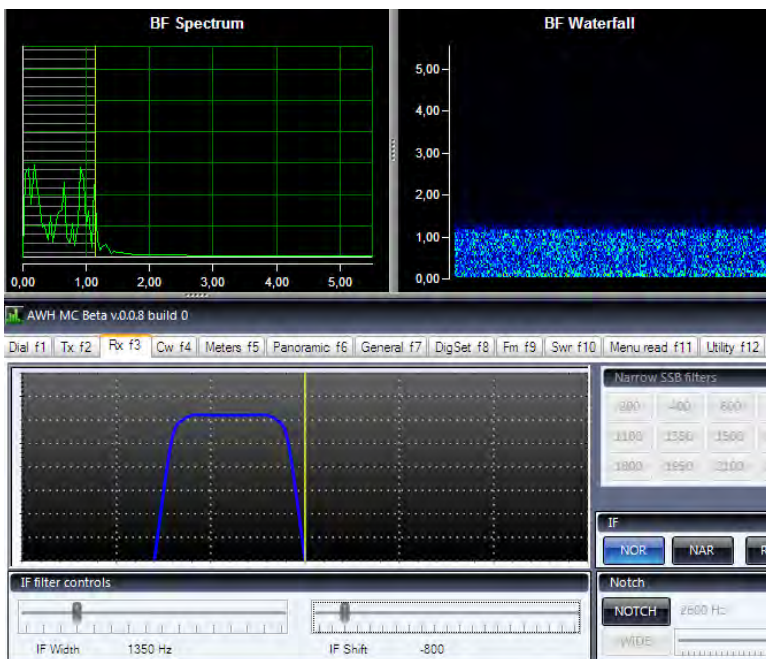 BF Spectrum
BF Waterfall
5,00
4,00
3,00
2,00
1,00
0,00
0,00 1,00 2,00 3,00 4,00 5,00
AWH MC Beta v.0.0.8 build 0
Dial f1 Tx f2 Rx f3 Cw f4 Meters f5 Panoramic f6 General f7 DigSet f8 Fm f9 Swr f10 Menu read f11 Utility f12
Narrow SSB filters
200 400 600
1100 1350 1500
1800 1950 2100
IF
NOR NAR R
IF filter controls
Notch
NOTCH 2600 Hz
WIDE
IF Width 1350 Hz IF Shift -800